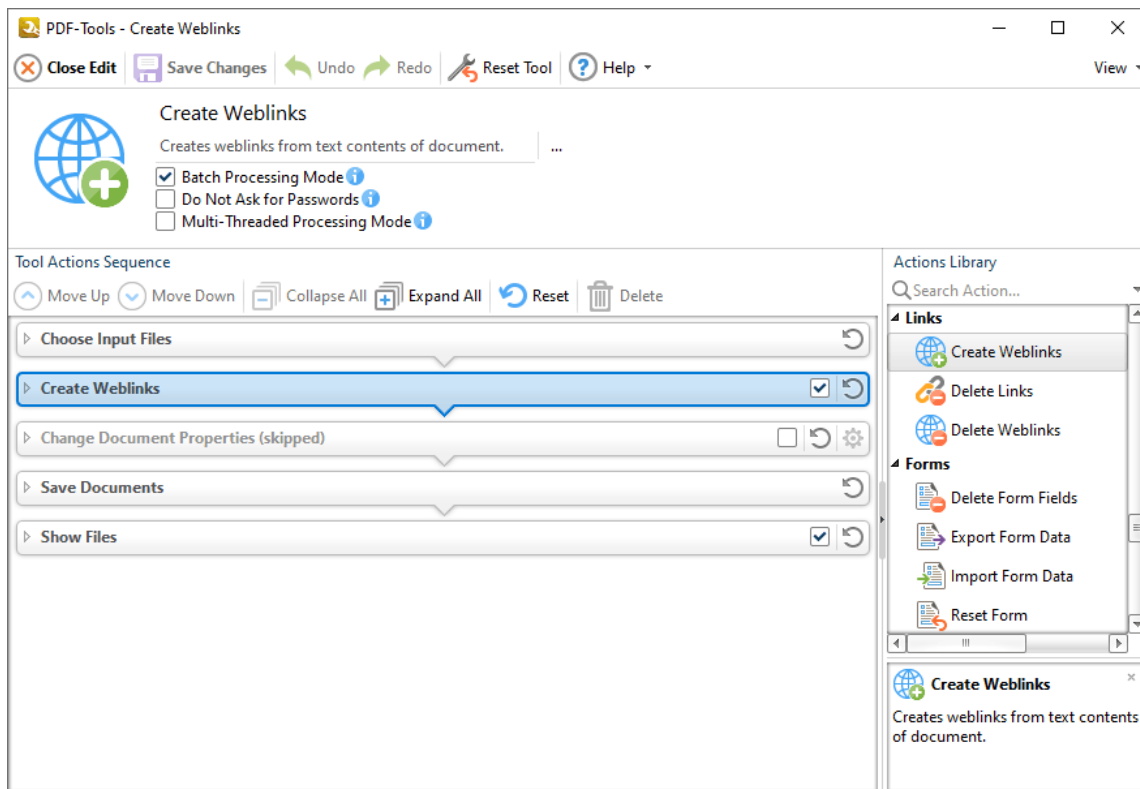 PDF-Tools - Create Weblinks
Close Edit Save Changes Undo Redo Reset Tool Help View
Create Weblinks
Creates weblinks from text contents of document. ...
Batch Processing Mode
Do Not Ask for Passwords
Multi-Threaded Processing Mode
Tool Actions Sequence
Move Up Move Down Collapse All Expand All Reset Delete
Choose Input Files
Create Weblinks
Change Document Properties (skipped)
Save Documents
Show Files
Actions Library
Search Action...
Links
Create Weblinks
Delete Links
Delete Weblinks
Forms
Delete Form Fields
Export Form Data
Import Form Data
Reset Form
Create Weblinks
Creates weblinks from text contents
of document.